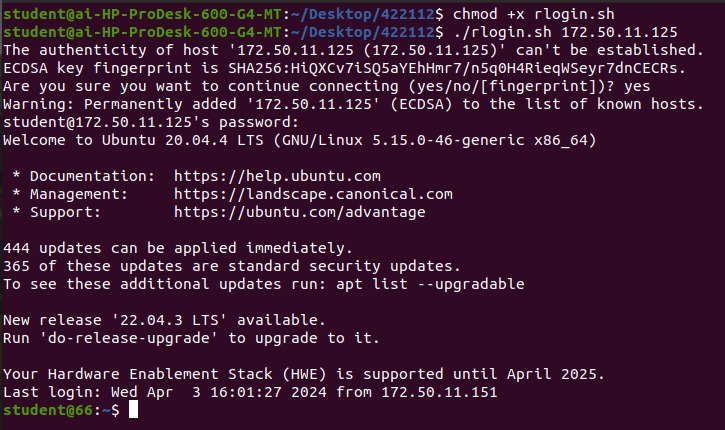 student@ai-HP-ProDesk-600-G4-MT:~/Desktop/422112$ chmod +x rlogin.sh
student@ai-HP-ProDesk-600-G4-MT:~/Desktop/422112$ ./rlogin.sh 172.50.11.125
The authenticity of host '172.50.11.125 (172.50.11.125)' can't be established.
ECDSA key fingerprint is SHA256:HiQXCv7iSQ5aYEhHmr7/n5q0H4RieqWSeyr7dnCECRs.
Are you sure you want to continue connecting (yes/no/[fingerprint])? yes
Warning: Permanently added '172.50.11.125' (ECDSA) to the list of known hosts.
student@172.50.11.125's password:
Welcome to Ubuntu 20.04.4 LTS (GNU/Linux 5.15.0-46-generic x86_64)

 * Documentation:  https://help.ubuntu.com
 * Management:     https://landscape.canonical.com
 * Support:        https://ubuntu.com/advantage

444 updates can be applied immediately.
365 of these updates are standard security updates.
To see these additional updates run: apt list --upgradable

New release '22.04.3 LTS' available.
Run 'do-release-upgrade' to upgrade to it.

Your Hardware Enablement Stack (HWE) is supported until April 2025.
Last login: Wed Apr  3 16:01:27 2024 from 172.50.11.151
student@66:~$